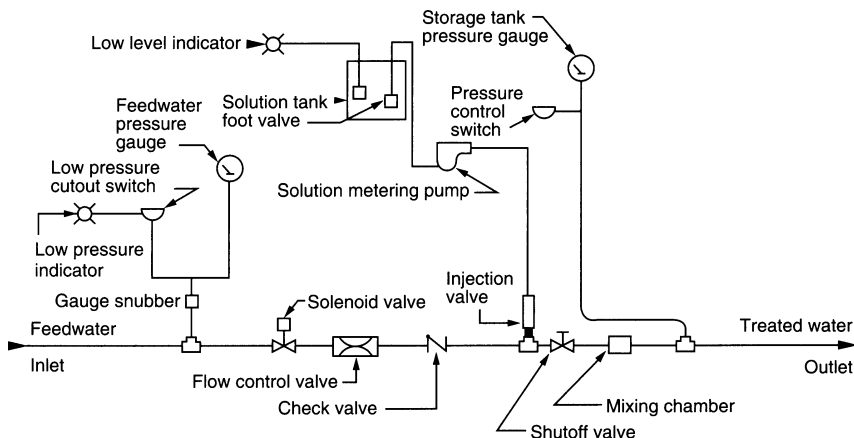 Storage tank
pressure gauge
Low level indicator
Pressure
control
switch
Solution tank
foot valve
Feedwater
pressure
gauge
Low pressure
cutout switch
Solution metering pump
Low pressure
indicator
Injection
valve
Gauge snubber
Solenoid valve
Feedwater
Treated water
Inlet
Outlet
Flow control valve
Check valve
Mixing chamber
Shutoff valve